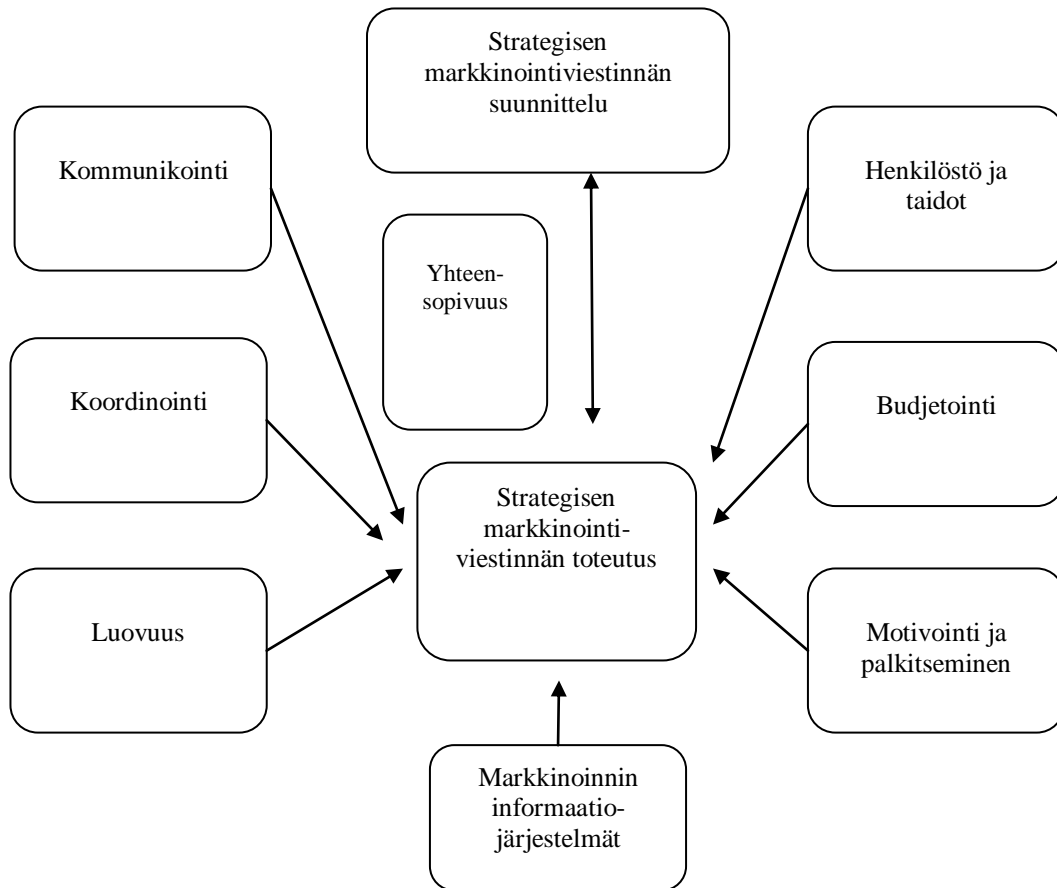 Strategisen
markkinointiviestinnän
suunnittelu
Kommunikointi
Henkilöstö ja
taidot
Yhteen-
sopivuus
Koordinointi
Budjetointi
Strategisen
markkinointi-
viestinnän toteutus
Luovuus
Motivointi ja
palkitseminen
Markkinoinnin
informaatio-
järjestelmät